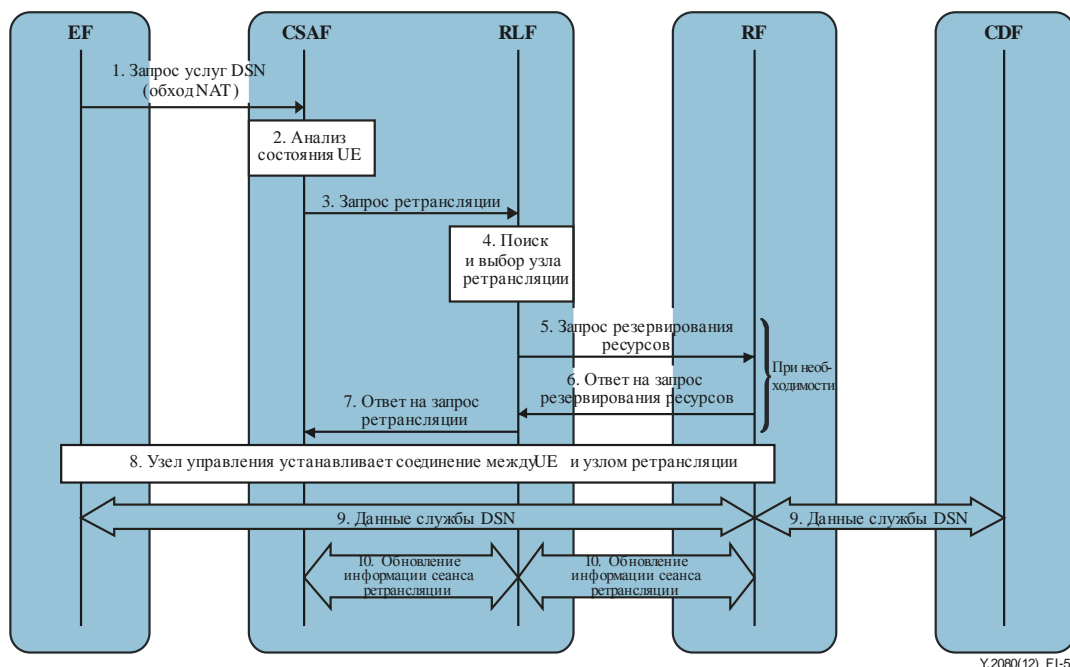 EF
CSAF
RLF
RF
CDF
1. Запрос услуг DSN
(обход NAT)
2. Анализ
состояния UE
3. Запрос ретрансляции
4. Поиск
и выбор узла
ретрансляции
5. Запрос резервирования
ресурсов
При необ-
ходимости
6. Ответ на запрос
резервирования ресурсов
7. Ответ на запрос
ретрансляции
8. Узел управления устанавливает соединение между UE и узлом ретрансляции
9. Данные службы DSN
9. Данные службы DSN
10. Обновление
информации сеанса
ретрансляции
10. Обновление
информации сеанса
ретрансляции
Y.2080(12)_FI-5